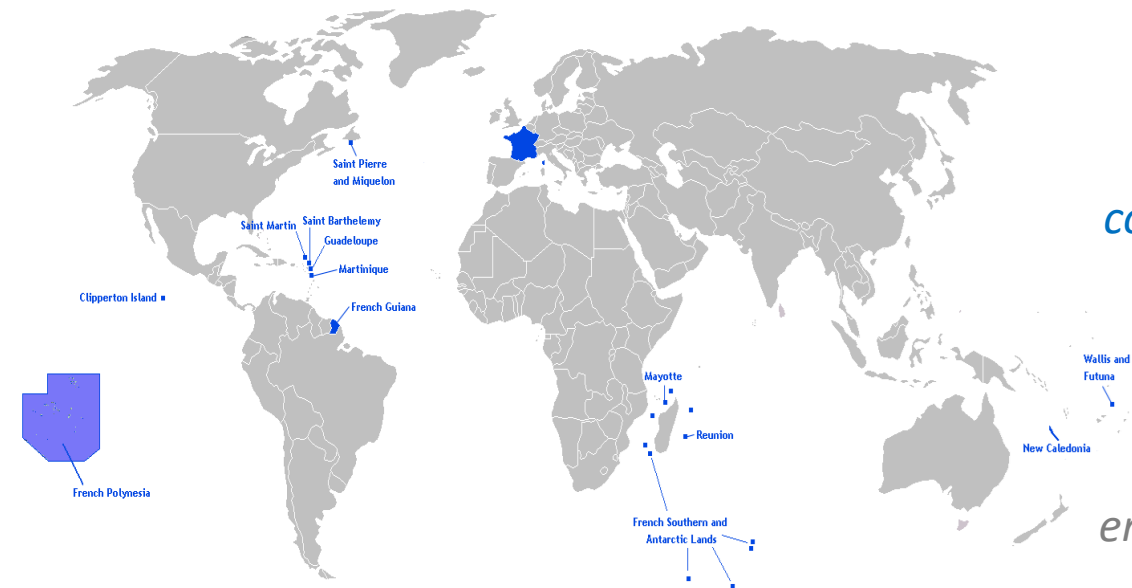 Saint Pierre
and Miquelon
Saint Martin
Saint Barthelemy
Guadeloupe
Martinique
Clipperton Island
French Guiana
Wallis and
Futuna
Mayotte
Reunion
New Caledonia
French Polynesia
French Southern and
Antarctic Lands